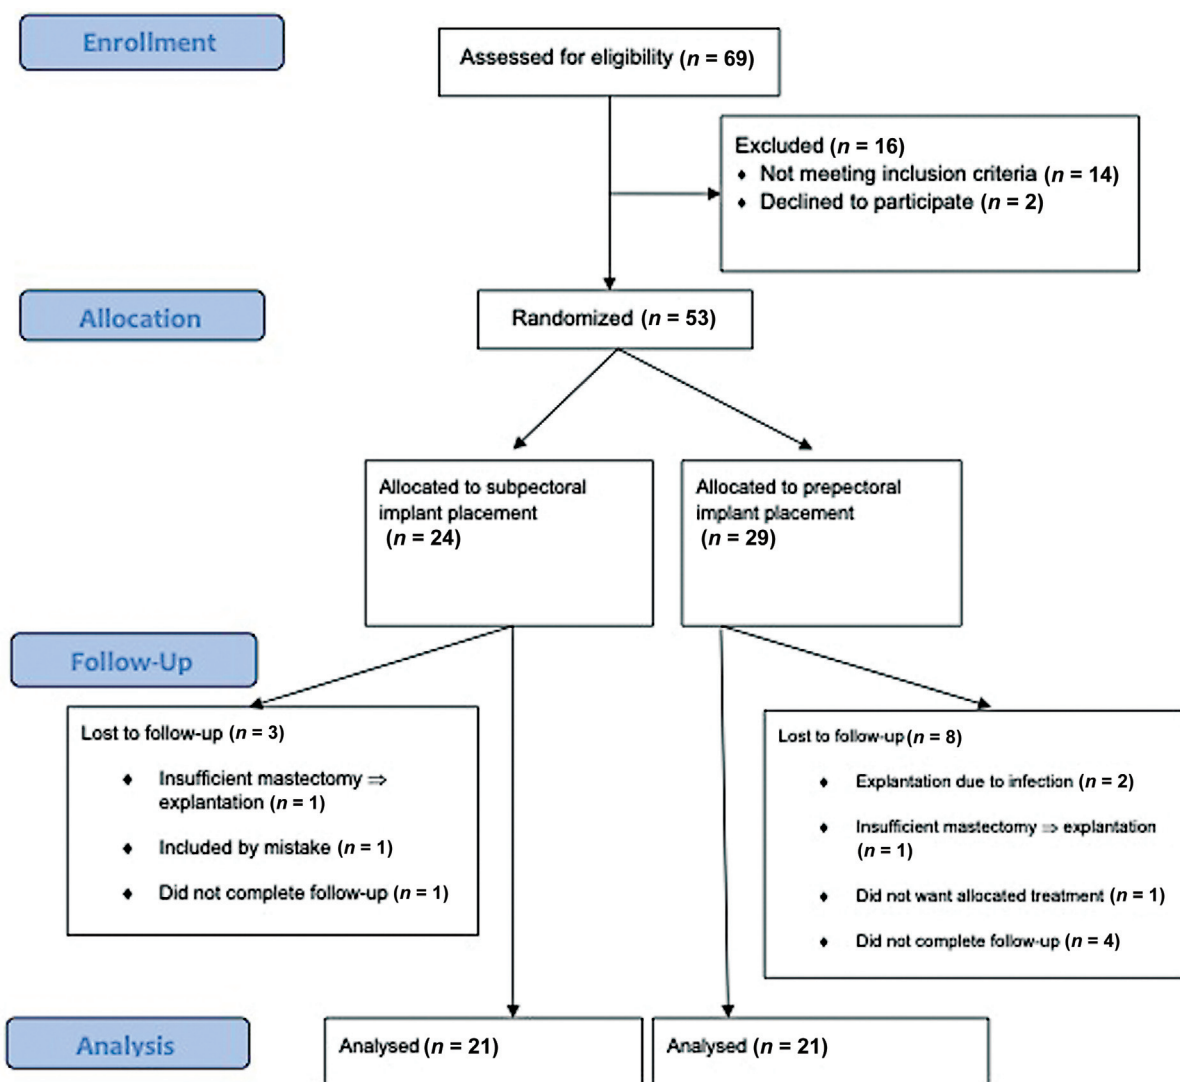 Enrollment
Assessed for eligibility (n = 69)
Excluded (n = 16)
♦ Not meeting inclusion criteria (n = 14)
♦ Declined to participate (n = 2)
Allocation
Randomized (n = 53)
Allocated to subpectoral
implant placement
(n = 24)
Allocated to prepectoral
implant placement
(n = 29)
Follow-Up
Lost to follow-up (n = 3)
♦ Insufficient mastectomy ⇒
explantation (n = 1)
♦ Included by mistake (n = 1)
♦ Did not complete follow-up (n = 1)
Lost to follow-up (n = 8)
♦ Explantation due to infection (n = 2)
♦ Insufficient mastectomy ⇒ explantation
(n = 1)
♦ Did not want allocated treatment (n = 1)
♦ Did not complete follow-up (n = 4)
Analysis
Analysed (n = 21)
Analysed (n = 21)